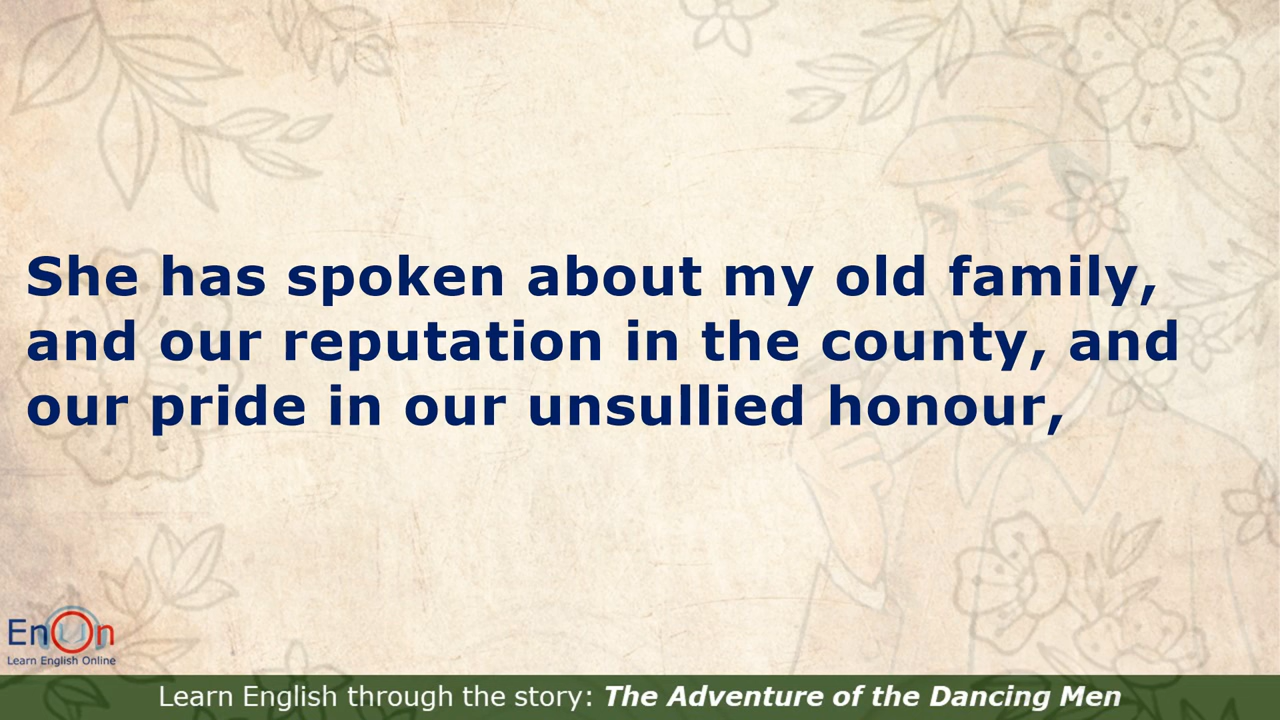 She has spoken about my old family,
and our reputation in the county, and
our pride in our unsullied honour,
EnOn
Learn English Online
Learn English through the story: The Adventure of the Dancing Men